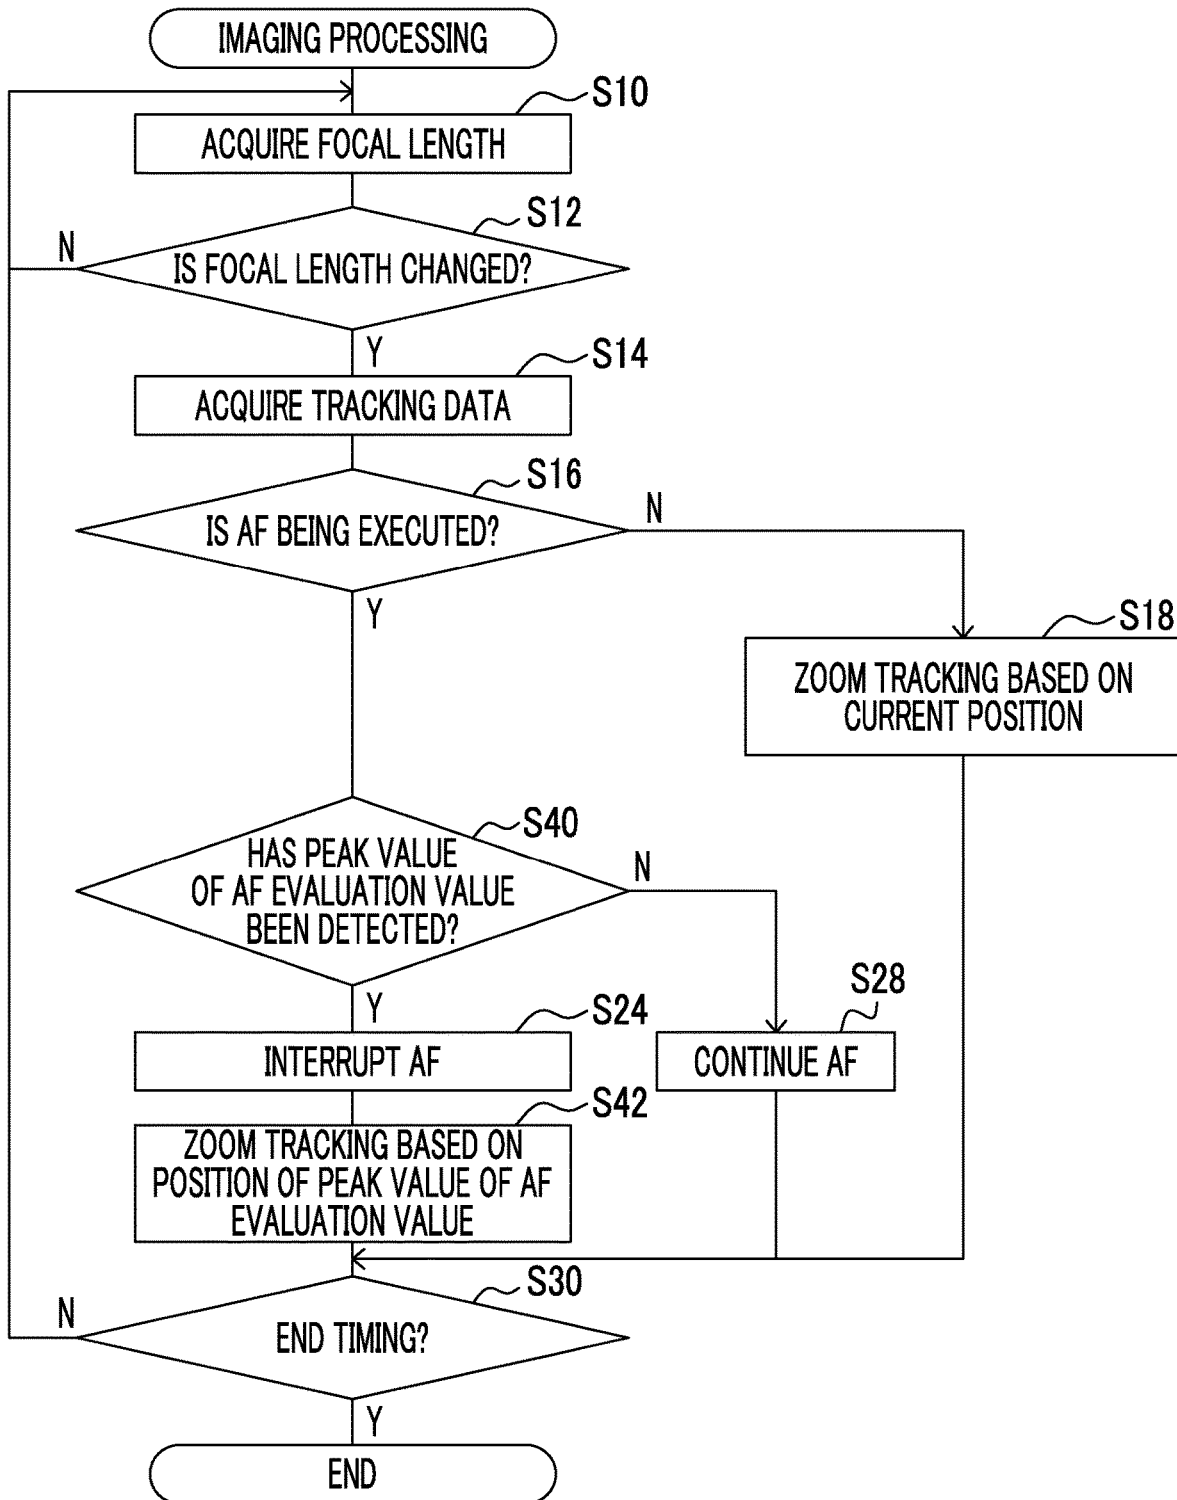 IMAGING PROCESSING
S10
ACQUIRE FOCAL LENGTH
S12
N
IS FOCAL LENGTH CHANGED?
Y
S14
ACQUIRE TRACKING DATA
S16
N
IS AF BEING EXECUTED?
Y
S18
ZOOM TRACKING BASED ON
CURRENT POSITION
S40
HAS PEAK VALUE
OF AF EVALUATION VALUE
BEEN DETECTED?
N
Y
S24
INTERRUPT AF
S28
CONTINUE AF
S42
ZOOM TRACKING BASED ON
POSITION OF PEAK VALUE OF AF
EVALUATION VALUE
S30
N
END TIMING?
Y
END